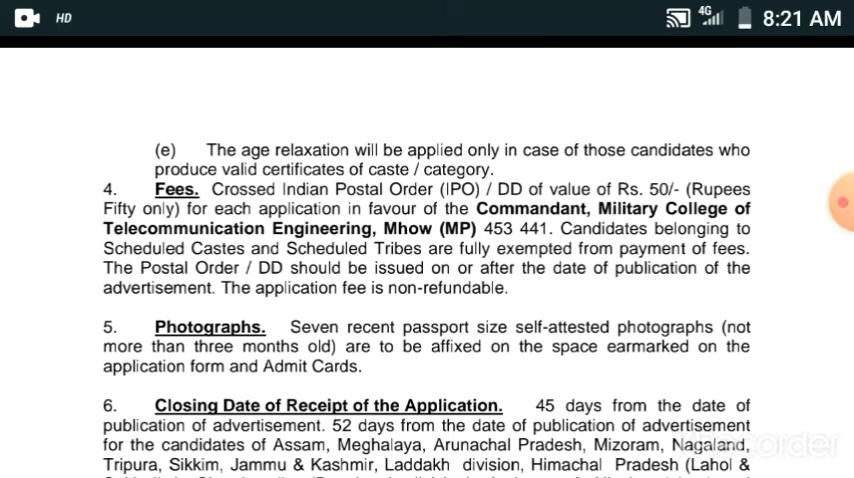 HD 4G 8:21 AM
(e) The age relaxation will be applied only in case of those candidates who
produce valid certificates of caste / category.
4. Fees. Crossed Indian Postal Order (IPO) / DD of value of Rs. 50/- (Rupees
Fifty only) for each application in favour of the Commandant, Military College of
Telecommunication Engineering, Mhow (MP) 453 441. Candidates belonging to
Scheduled Castes and Scheduled Tribes are fully exempted from payment of fees.
The Postal Order / DD should be issued on or after the date of publication of the
advertisement. The application fee is non-refundable.
5. Photographs. Seven recent passport size self-attested photographs (not
more than three months old) are to be affixed on the space earmarked on the
application form and Admit Cards.
6. Closing Date of Receipt of the Application. 45 days from the date of
publication of advertisement. 52 days from the date of publication of advertisement
for the candidates of Assam, Meghalaya, Arunachal Pradesh, Mizoram, Nagaland,
Tripura, Sikkim, Jammu & Kashmir, Laddakh division, Himachal Pradesh (Lahol &